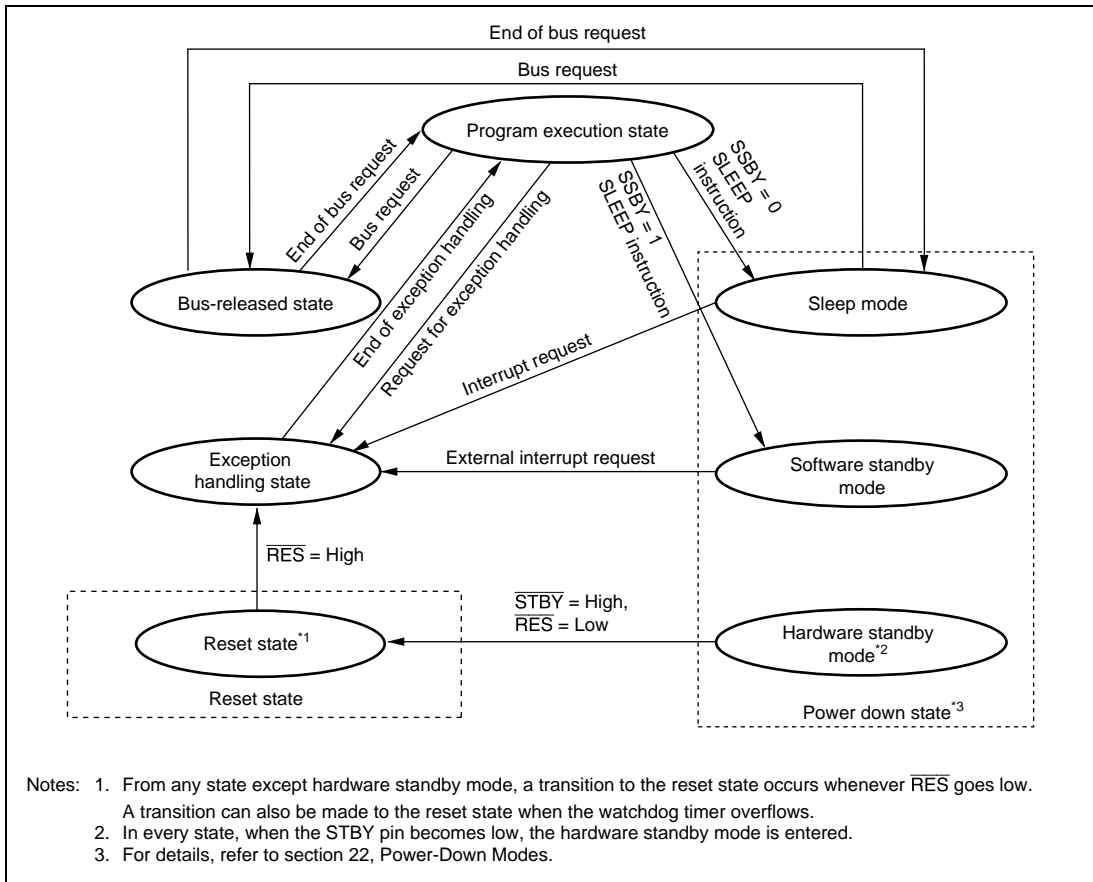 End of bus request
Bus request
Program execution state
End of bus request
Bus request
SSBY = 0
SLEEP
instruction
SSBY = 1
SLEEP instruction
End of exception handling
Request for exception handling
Bus-released state
Sleep mode
Interrupt request
Exception
handling state
External interrupt request
Software standby
mode
RES = High
STBY = High,
RES = Low
Reset state*1
Hardware standby
mode*2
Reset state
Power down state*3
Notes: 1. From any state except hardware standby mode, a transition to the reset state occurs whenever RES goes low.
A transition can also be made to the reset state when the watchdog timer overflows.
2. In every state, when the STBY pin becomes low, the hardware standby mode is entered.
3. For details, refer to section 22, Power-Down Modes.